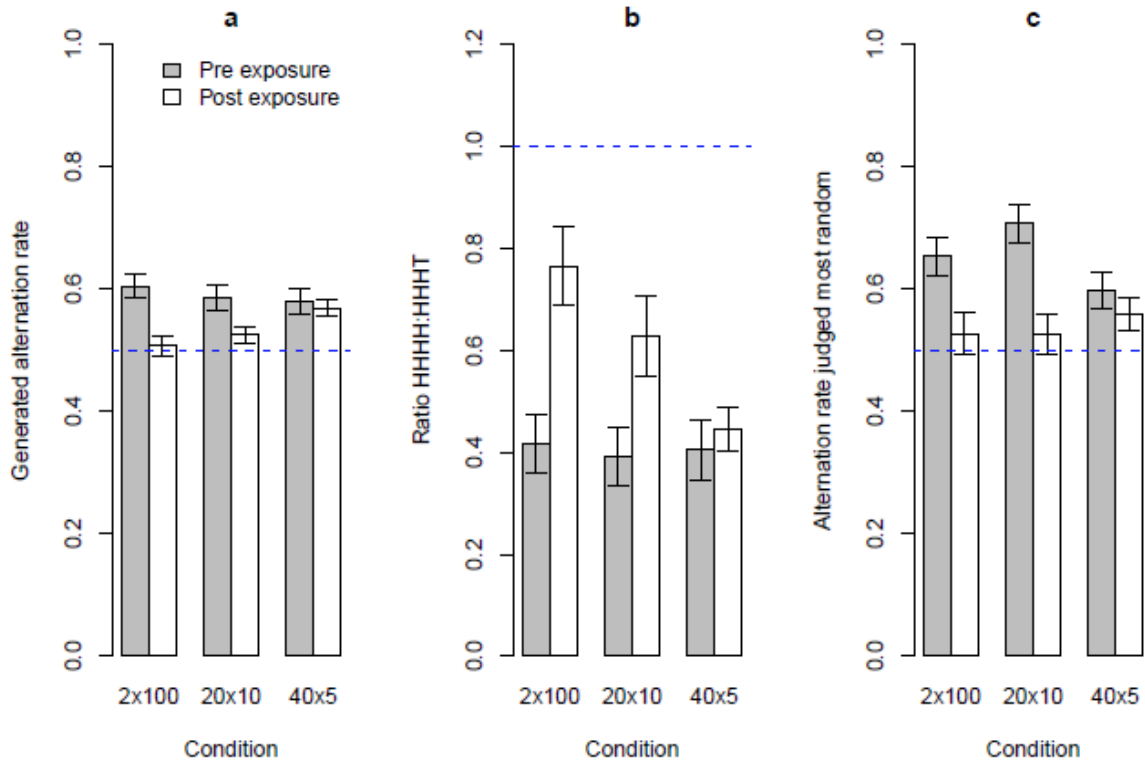 a
Generated alternation rate
1.0
0.8
0.6
0.4
0.2
0.0
Pre exposure
Post exposure
2x100 20x10 40x5
Condition
b
Ratio HHHH:HHHT
1.2
1.0
0.8
0.6
0.4
0.2
0.0
2x100 20x10 40x5
Condition
c
Alternation rate judged most random
1.0
0.8
0.6
0.4
0.2
0.0
2x100 20x10 40x5
Condition